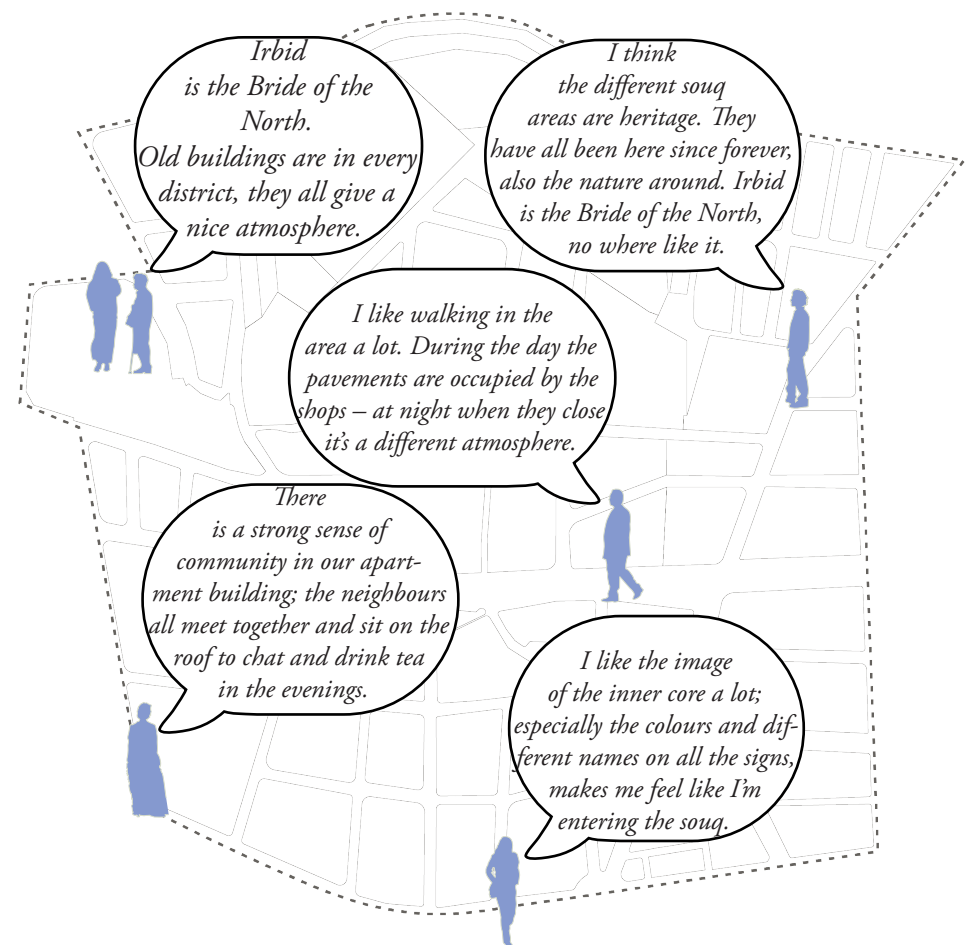 Irbid
is the Bride of the
North.
Old buildings are in every
district, they all give a
nice atmosphere.
I think
the different souq
areas are heritage. They
have all been here since forever,
also the nature around. Irbid
is the Bride of the North,
no where like it.
I like walking in the
area a lot. During the day the
pavements are occupied by the
shops – at night when they close
it’s a different atmosphere.
There
is a strong sense of
community in our apart-
ment building; the neighbours
all meet together and sit on the
roof to chat and drink tea
in the evenings.
I like the image
of the inner core a lot;
especially the colours and dif-
ferent names on all the signs,
makes me feel like I’m
entering the souq.